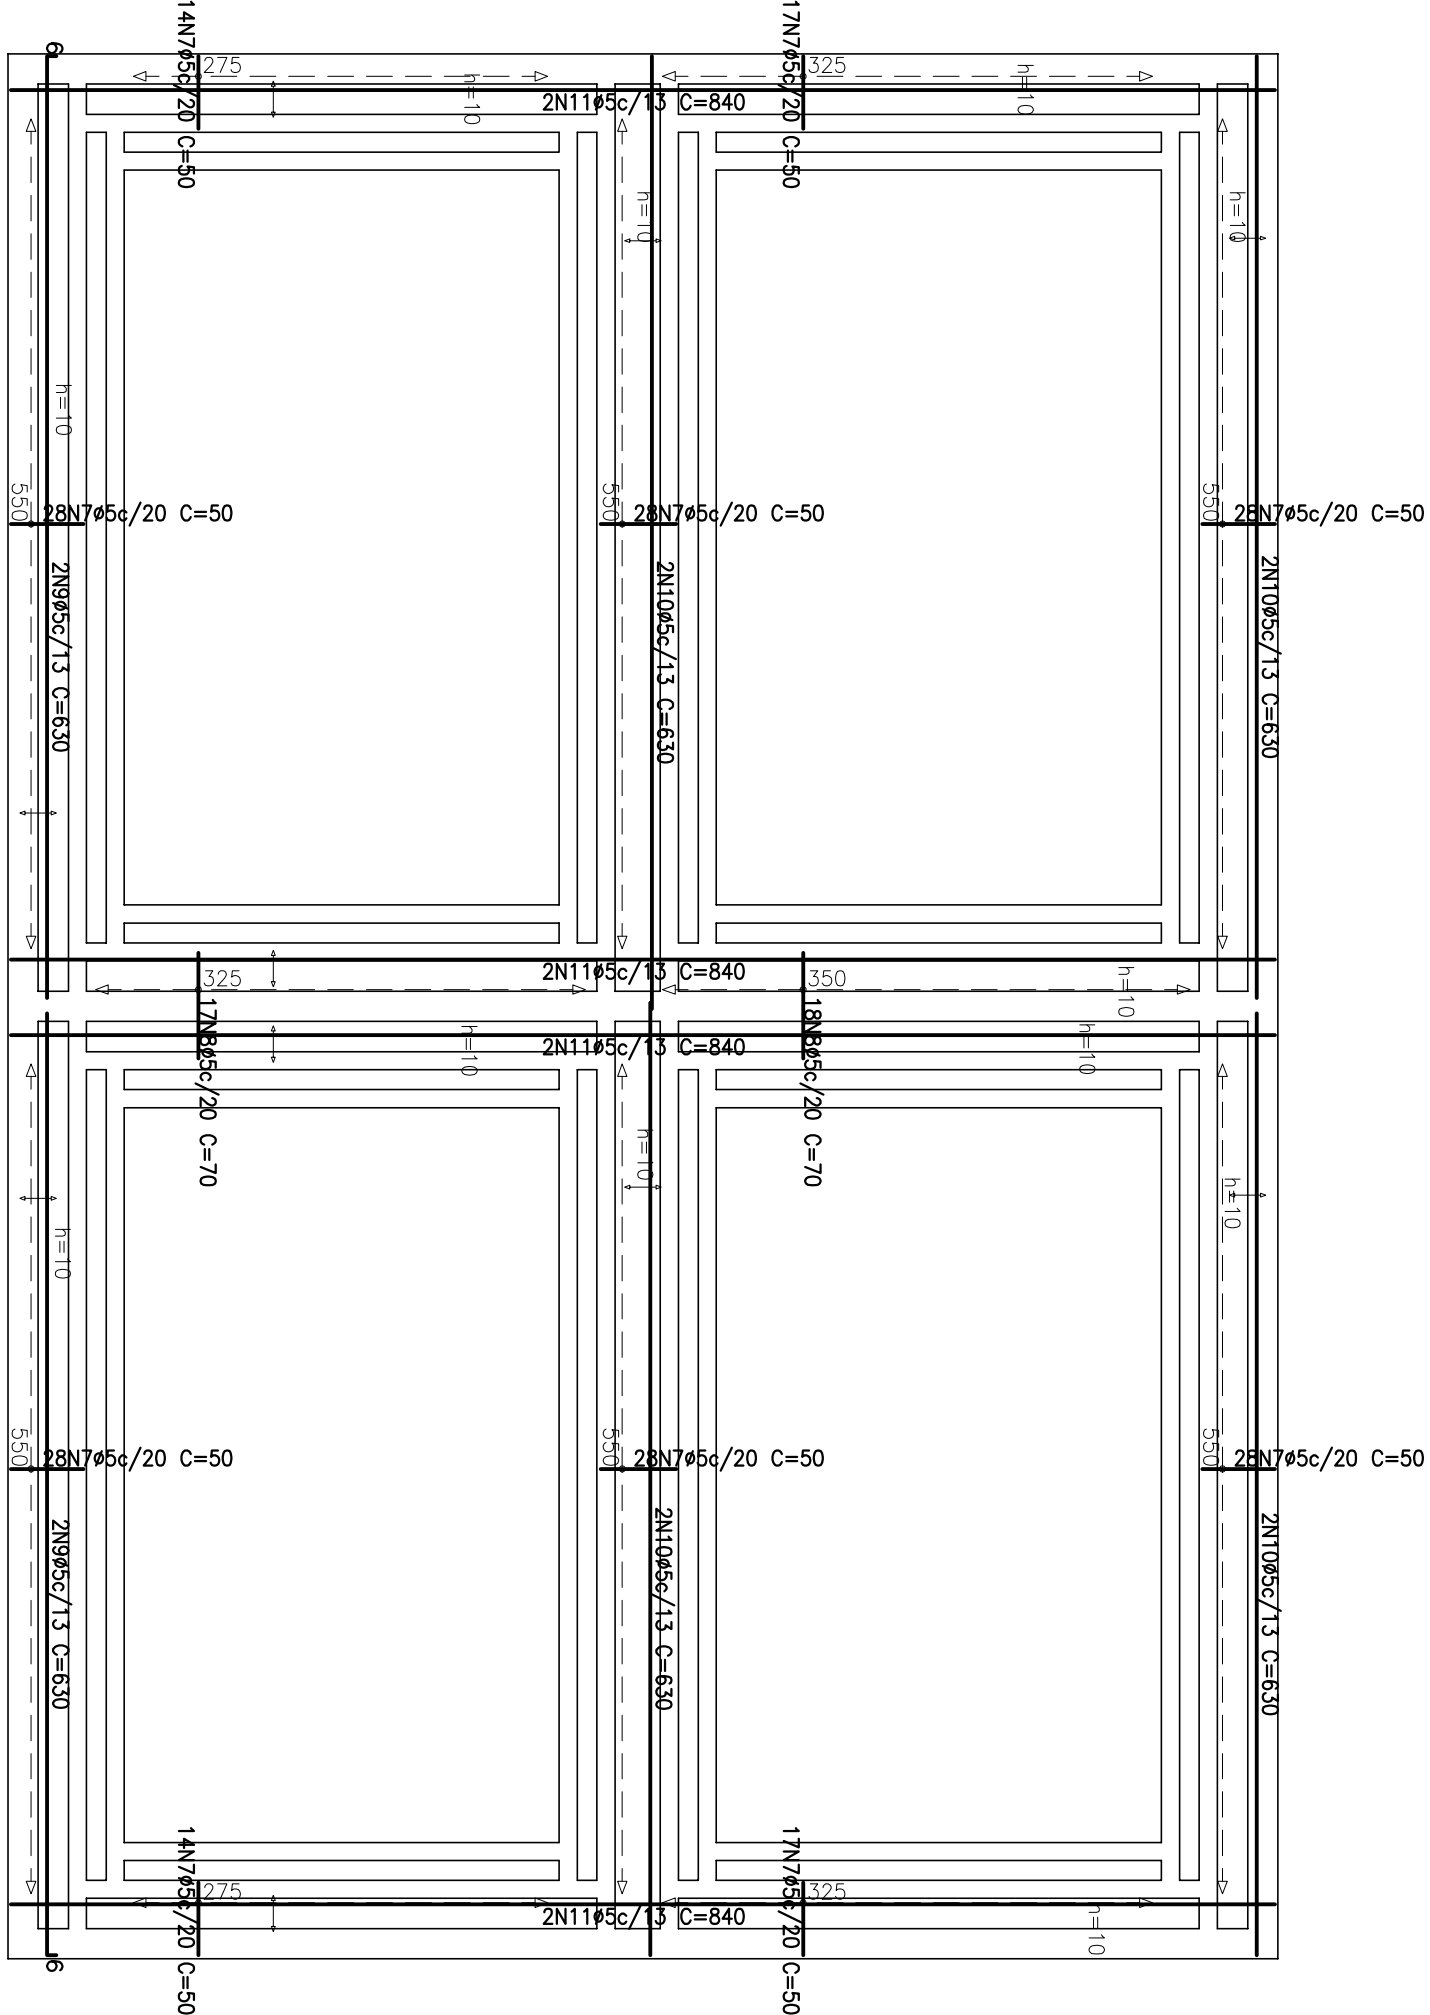 14N7ø5c/20 C=50
17N7ø5c/20 C=50
6
275
325
h=10
h=10
2N11ø5c/13 C=840
h=10
h=10
h=10
550
28N7ø5c/20 C=50
550
28N7ø5c/20 C=50
550
28N7ø5c/20 C=50
2N9ø5c/13 C=630
2N10ø5c/13 C=630
2N10ø5c/13 C=630
2N11ø5c/13 C=840
325
350
h=10
17N8ø5c/20 C=70
18N8ø5c/20 C=70
h=10
2N11ø5c/13 C=840
h=10
h=10
h=10
h=10
550
28N7ø5c/20 C=50
550
28N7ø5c/20 C=50
550
28N7ø5c/20 C=50
2N9ø5c/13 C=630
2N10ø5c/13 C=630
2N10ø5c/13 C=630
14N7ø5c/20 C=50
17N7ø5c/20 C=50
275
325
2N11ø5c/13 C=840
h=10
6